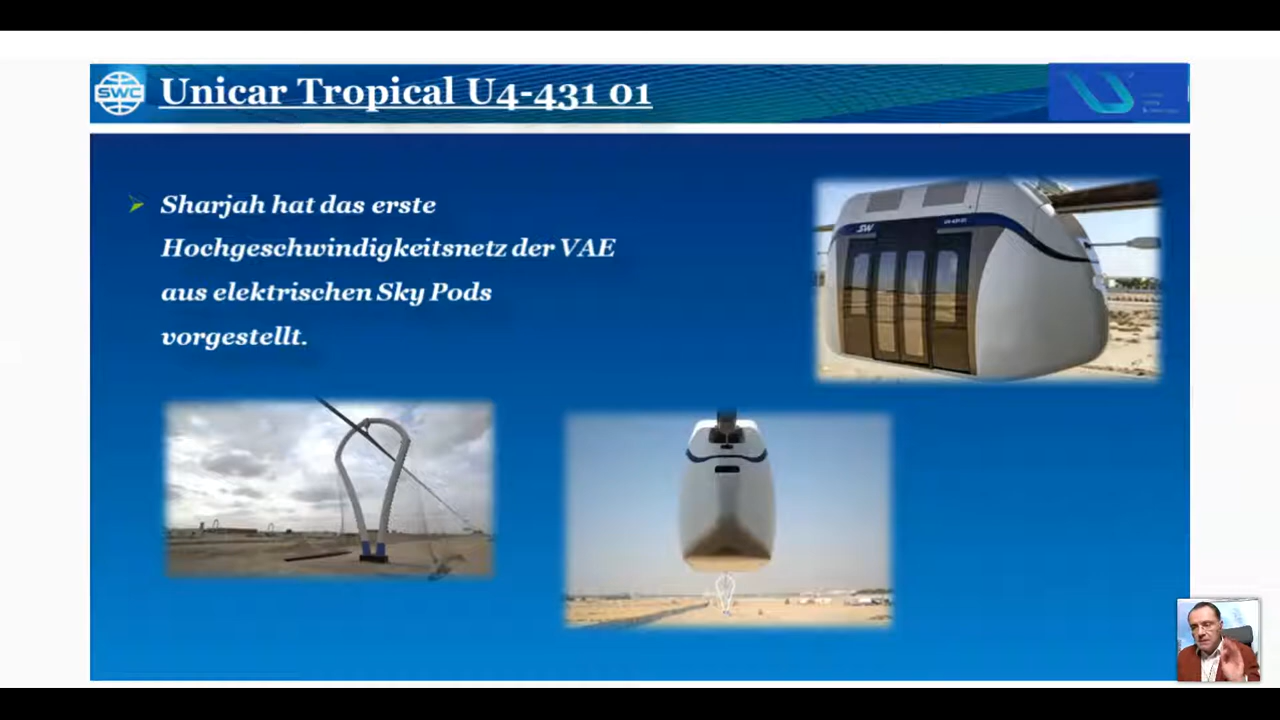 SWC
Unicar Tropical U4-431 01
Sharjah hat das erste
Hochgeschwindigkeitsnetz der VAE
aus elektrischen Sky Pods
vorgestellt.
SW